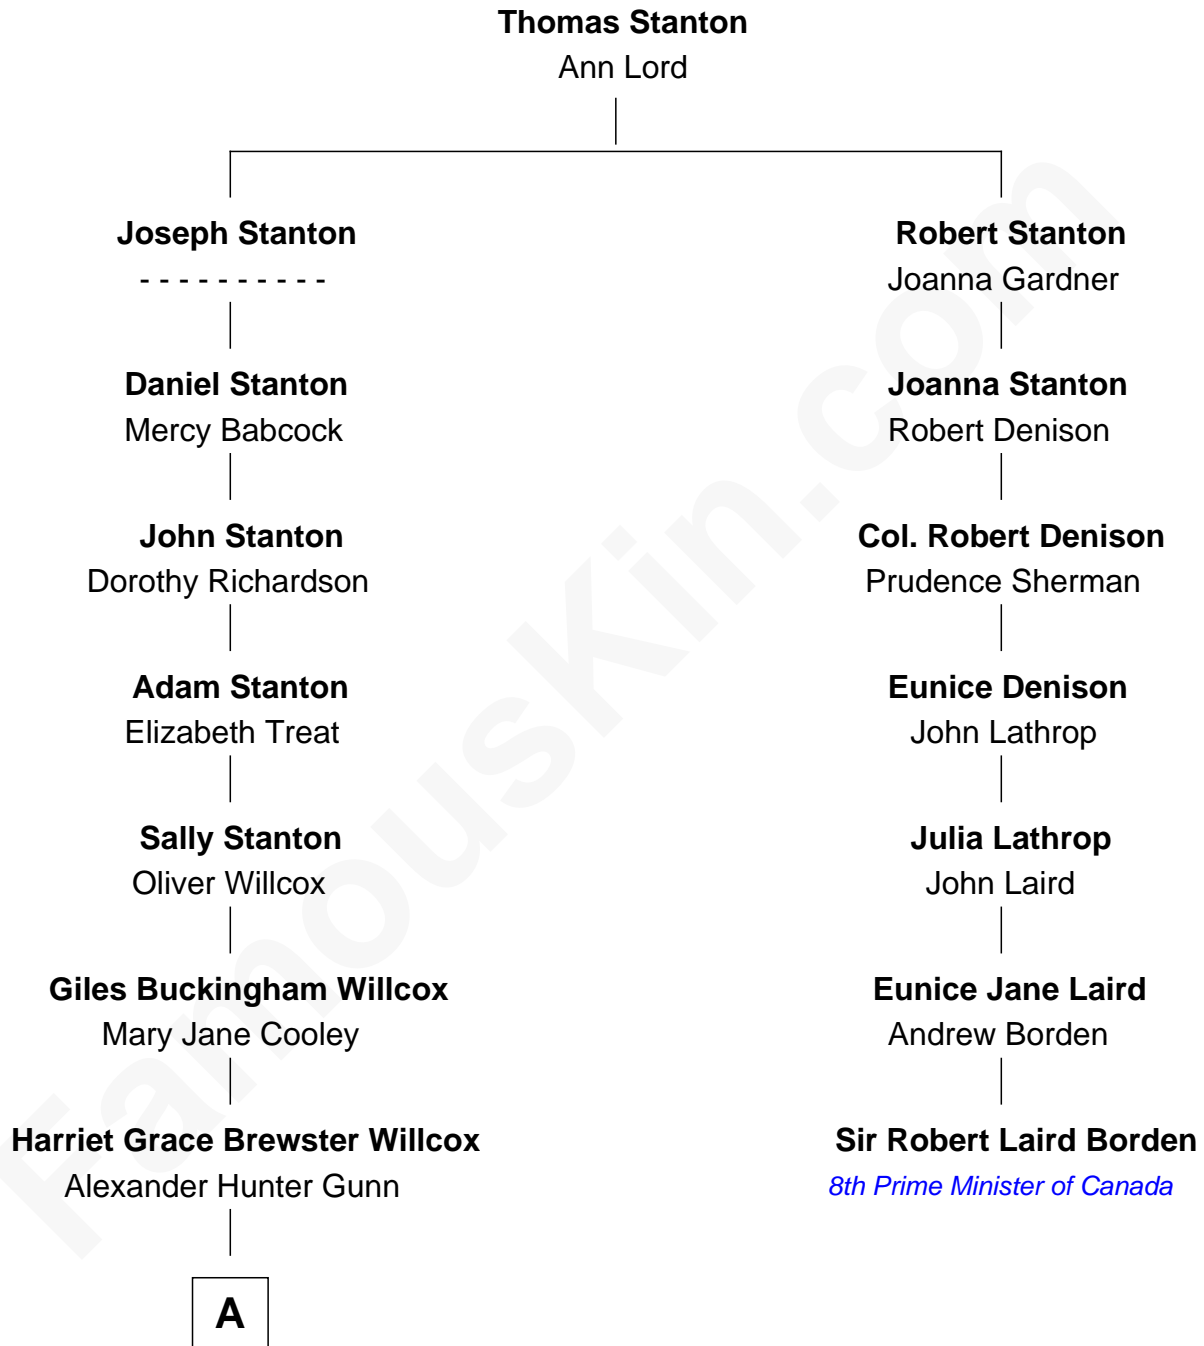 Thomas Stanton
Ann Lord
Joseph Stanton
- - - - - - - - - -
Robert Stanton
Joanna Gardner
Daniel Stanton
Mercy Babcock
Joanna Stanton
Robert Denison
John Stanton
Dorothy Richardson
Col. Robert Denison
Prudence Sherman
Adam Stanton
Elizabeth Treat
Eunice Denison
John Lathrop
Sally Stanton
Oliver Willcox
Julia Lathrop
John Laird
Giles Buckingham Willcox
Mary Jane Cooley
Eunice Jane Laird
Andrew Borden
Harriet Grace Brewster Willcox
Alexander Hunter Gunn
Sir Robert Laird Borden
8th Prime Minister of Canada
A
FamousKin.com